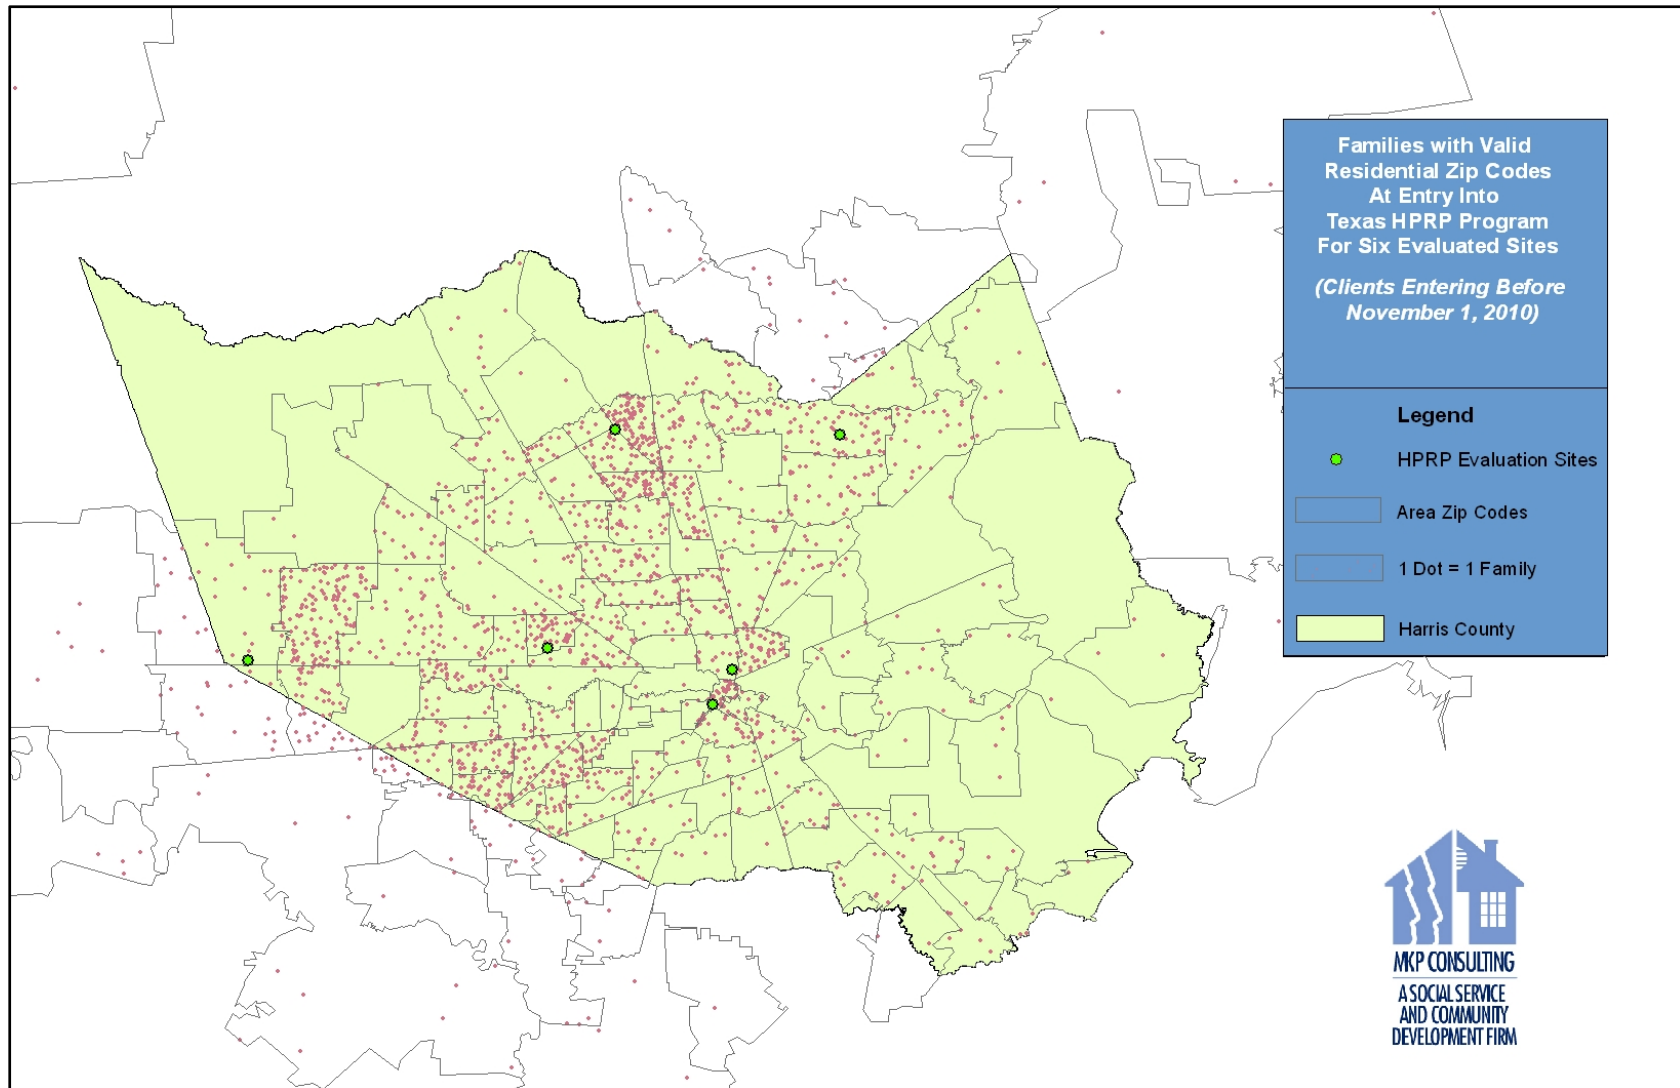 Families with Valid
Residential Zip Codes
At Entry Into
Texas HPRP Program
For Six Evaluated Sites
(Clients Entering Before
November 1, 2010)
Legend
HPRP Evaluation Sites
Area Zip Codes
1 Dot = 1 Family
Harris County
MKP CONSULTING
A SOCIAL SERVICE
AND COMMUNITY
DEVELOPMENT FIRM